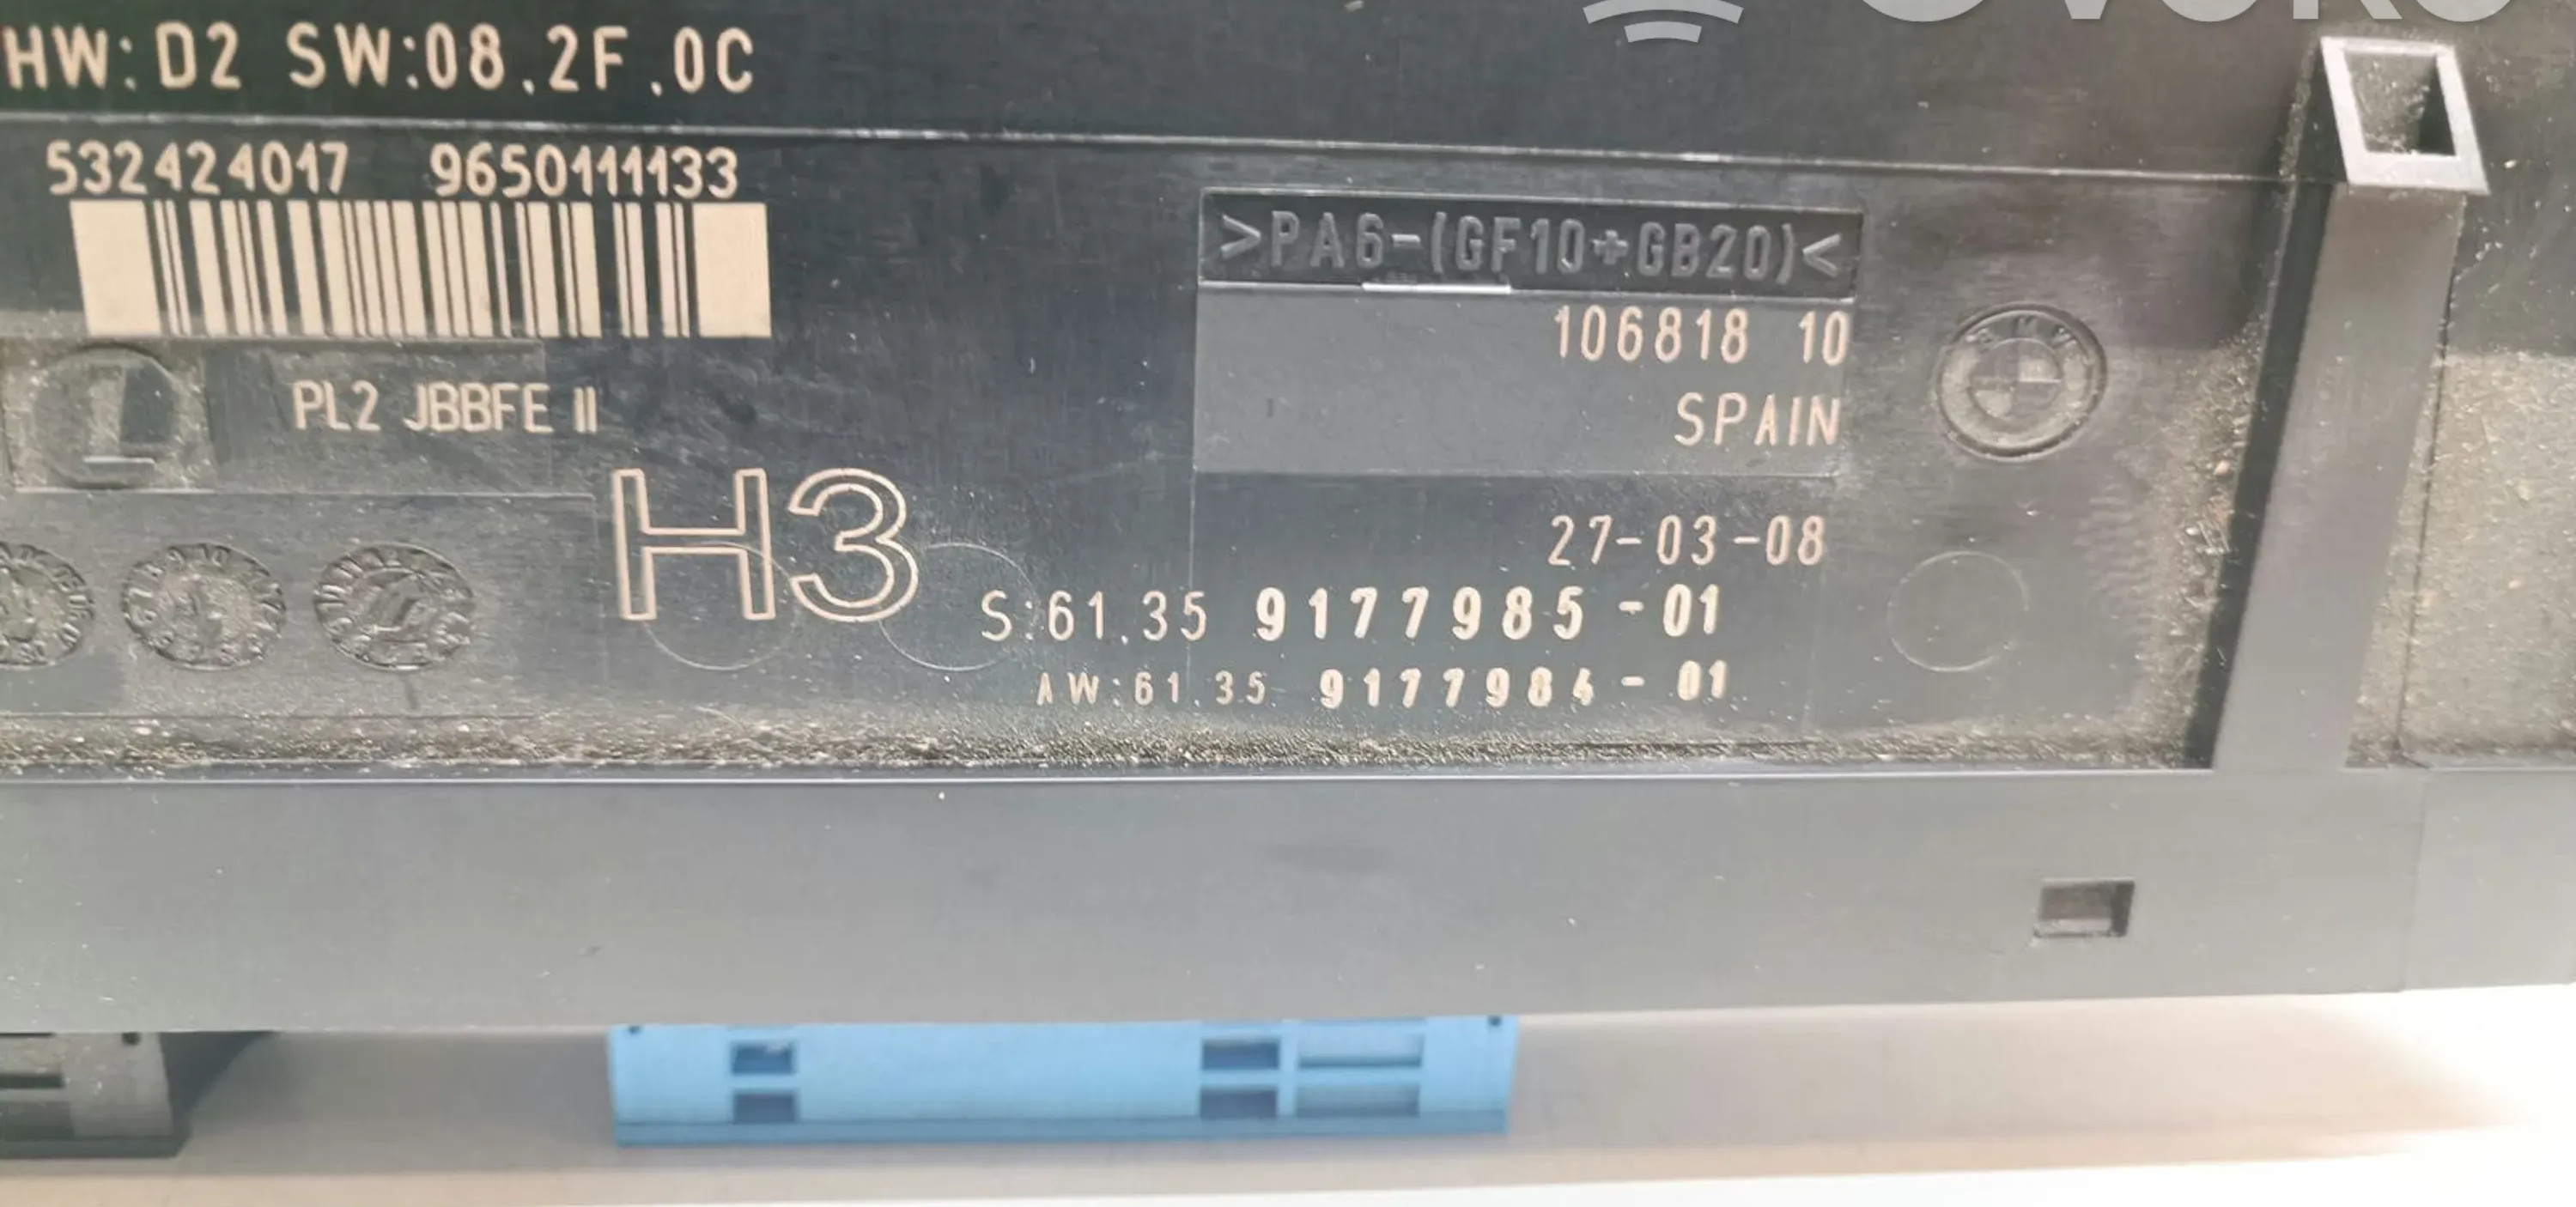 HW: D2 SW:08.2F.0C
532424017 9650111133
>PA6-(GF10+GB20)<
106818 10
SPAIN
BMW
PL2 JBBFE II
H3
27-03-08
S:61.35 9177985-01
AW:61.35 9177984-01